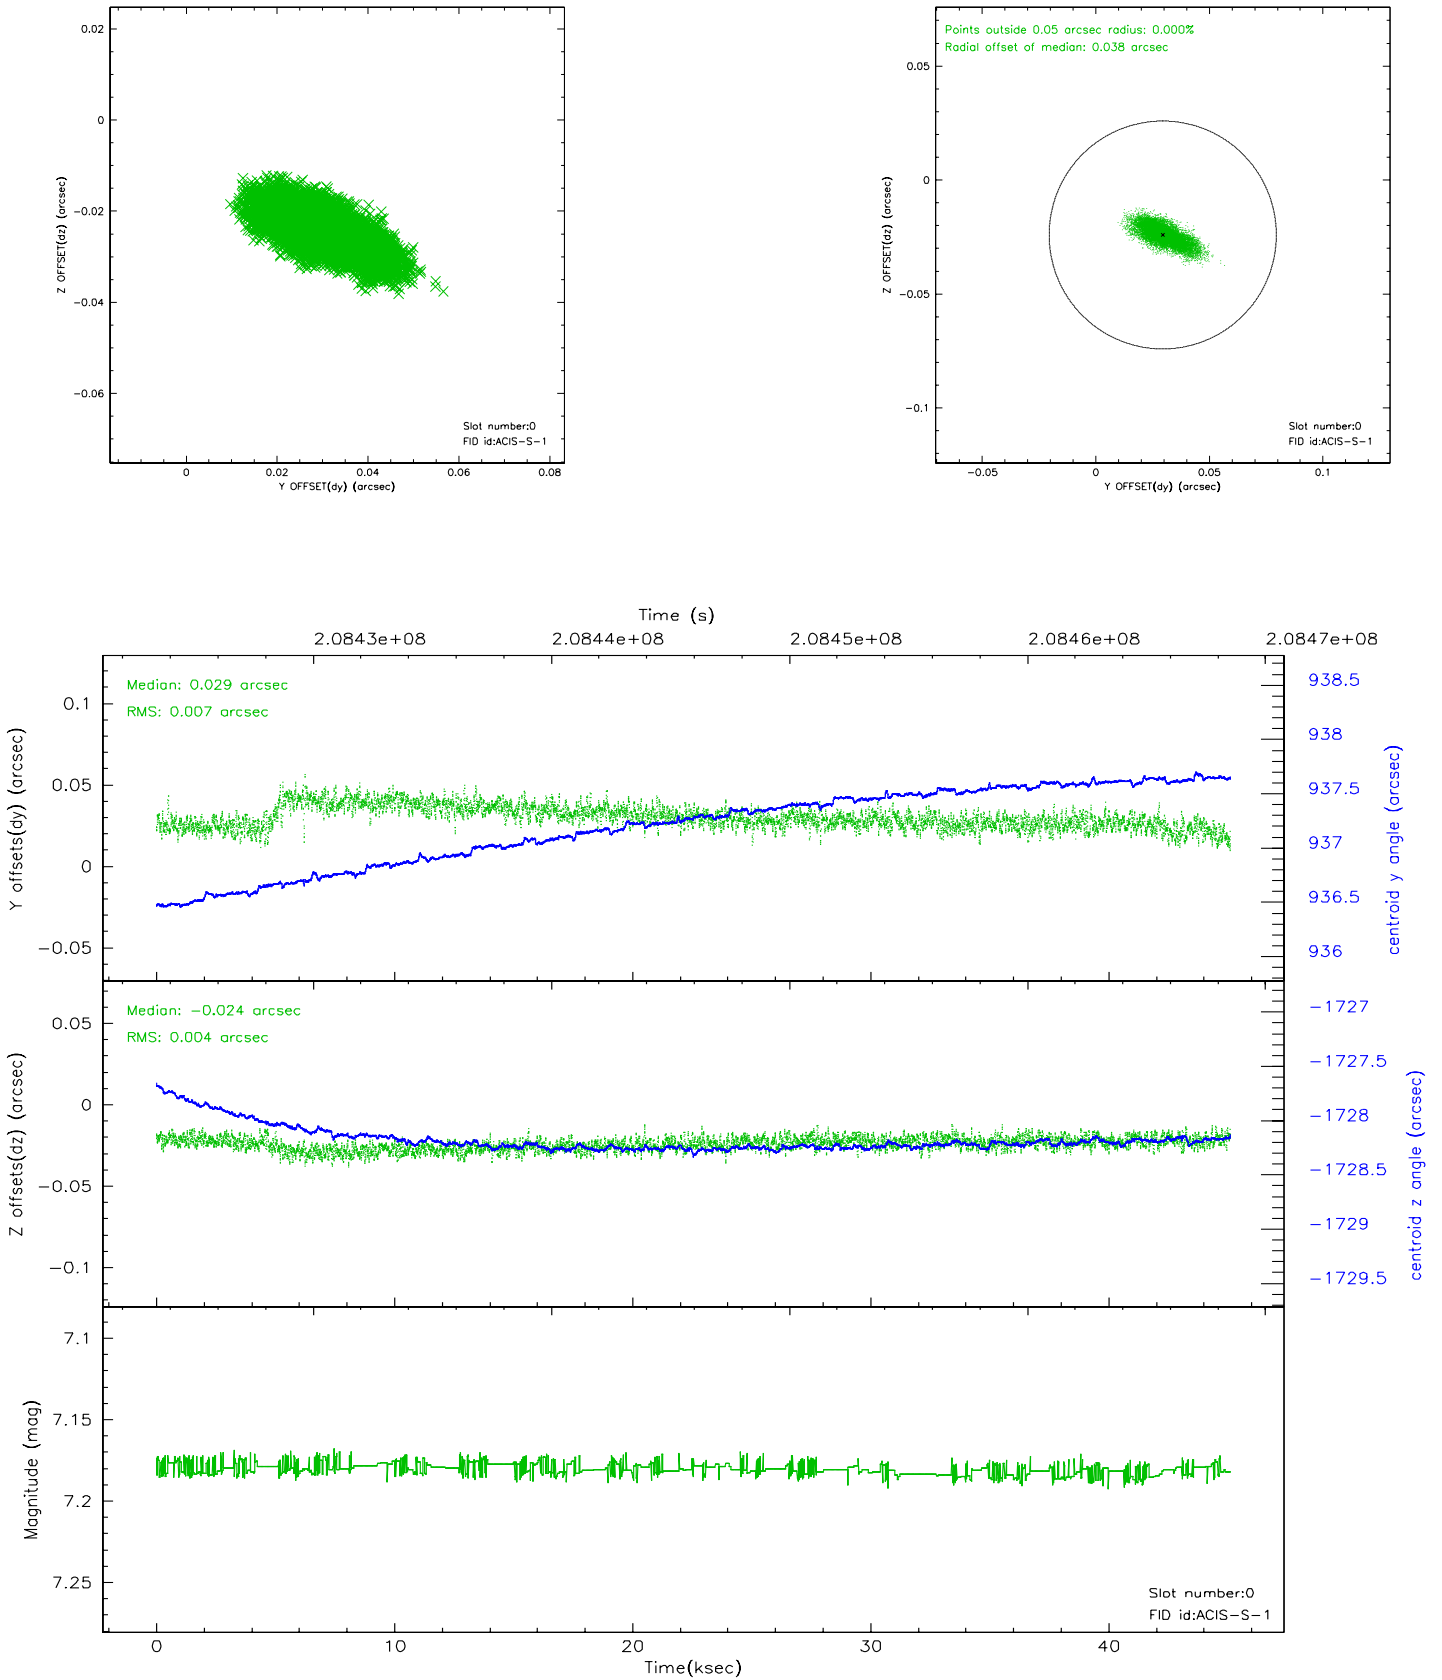 0.02
0
−0.02
−0.04
−0.06
Z OFFSET(dz) (arcsec)
Slot number:0
FID id:ACIS−S−1
0
0.02
0.04
0.06
0.08
Y OFFSET(dy) (arcsec)
Points outside 0.05 arcsec radius: 0.000%
Radial offset of median: 0.038 arcsec
0.05
0
−0.05
−0.1
Z OFFSET(dz) (arcsec)
Slot number:0
FID id:ACIS−S−1
−0.05
0
0.05
0.1
Y OFFSET(dy) (arcsec)
Time (s)
2.0843e+08
2.0844e+08
2.0845e+08
2.0846e+08
2.0847e+08
Median: 0.029 arcsec
RMS: 0.007 arcsec
0.1
0.05
0
−0.05
Y offsets(dy) (arcsec)
938.5
938
937.5
937
936.5
936
centroid y angle (arcsec)
Median: −0.024 arcsec
RMS: 0.004 arcsec
0.05
0
−0.05
−0.1
Z offsets(dz) (arcsec)
−1727
−1727.5
−1728
−1728.5
−1729
−1729.5
centroid z angle (arcsec)
7.1
7.15
7.2
7.25
Magnitude (mag)
Slot number:0
FID id:ACIS−S−1
0
10
20
30
40
Time(ksec)